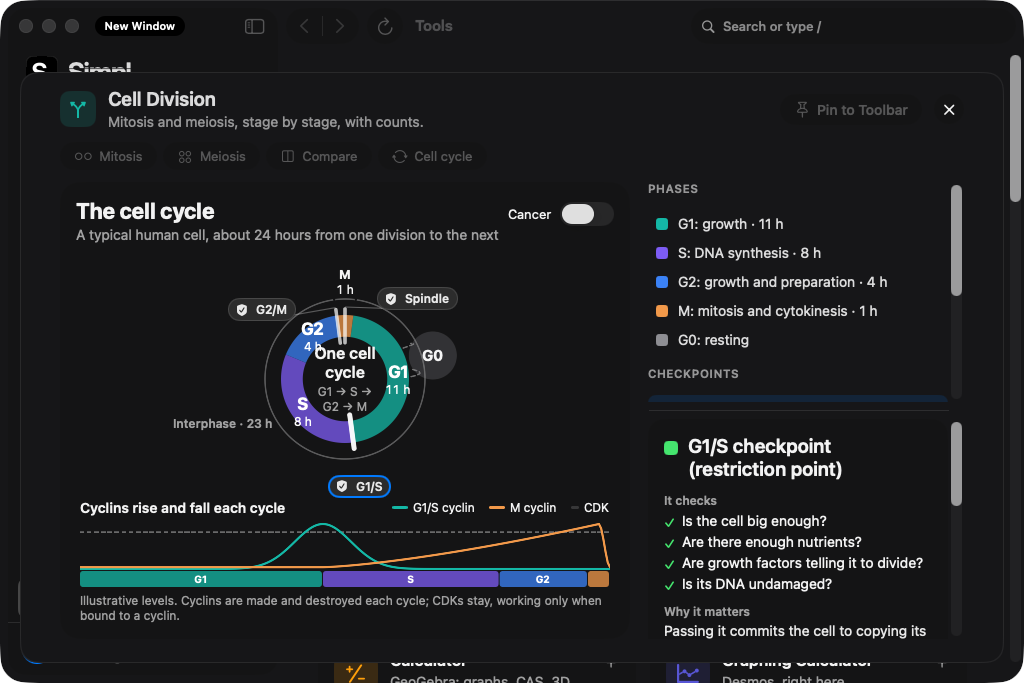 New Window
Tools
Search or type /
Simpl
Cell Division
Mitosis and meiosis, stage by stage, with counts.
Pin to Toolbar
Mitosis
Meiosis
Compare
Cell cycle
The cell cycle
A typical human cell, about 24 hours from one division to the next
Cancer
M
1 h
G2/M
Spindle
G2
4 h
One cell
cycle
G1 → S →
G2 → M
G1
11 h
G0
S
8 h
Interphase · 23 h
G1/S
Cyclins rise and fall each cycle
G1/S cyclin
M cyclin
CDK
G1
S
G2
Illustrative levels. Cyclins are made and destroyed each cycle; CDKs stay, working only when
bound to a cyclin.
PHASES
G1: growth · 11 h
S: DNA synthesis · 8 h
G2: growth and preparation · 4 h
M: mitosis and cytokinesis · 1 h
G0: resting
CHECKPOINTS
G1/S checkpoint
(restriction point)
It checks
Is the cell big enough?
Are there enough nutrients?
Are growth factors telling it to divide?
Is its DNA undamaged?
Why it matters
Passing it commits the cell to copying its
Calculator
GeoGebra: graphs, CAS, 3D
Graphing Calculator
Desmos, right here